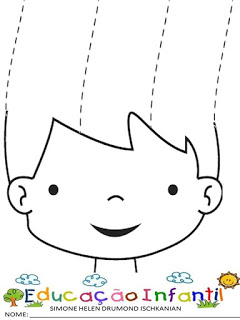 Educação Infantil
SIMONE HELEN DRUMOND ISCHKANIAN
NOME: